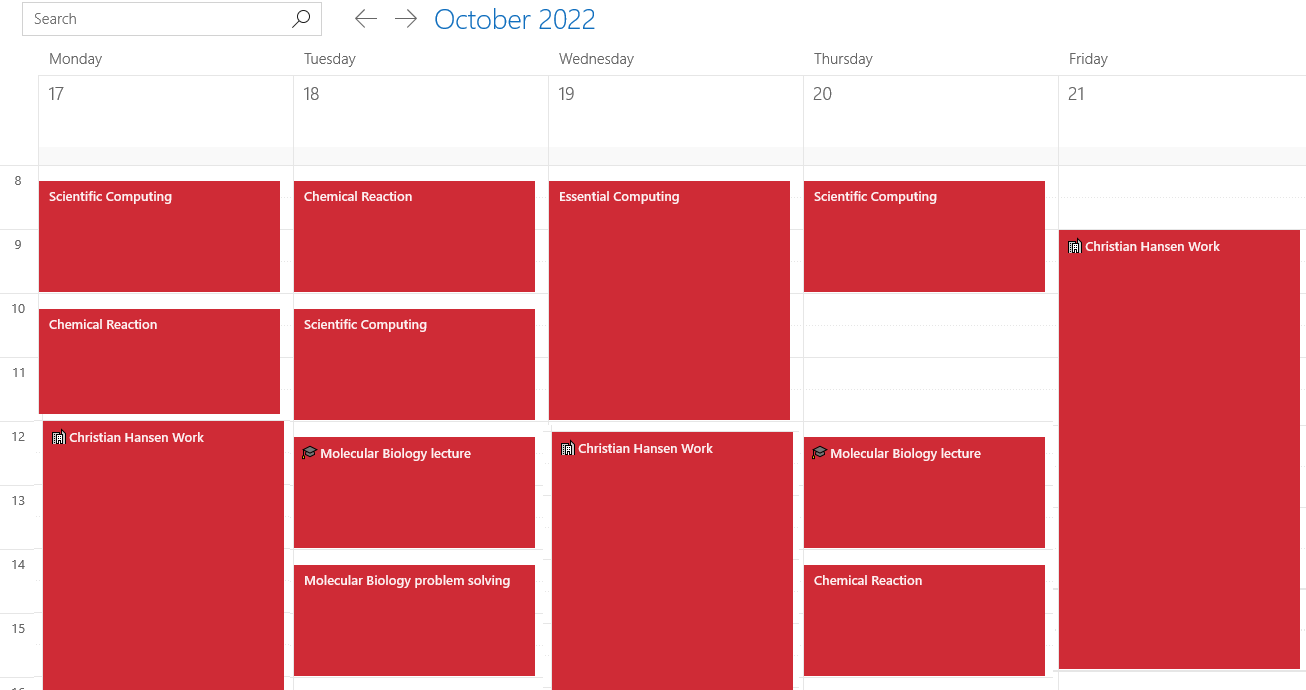 Search
October 2022
Monday
Tuesday
Wednesday
Thursday
Friday
17
18
19
20
21
8
Scientific Computing
Chemical Reaction
Essential Computing
Scientific Computing
9
Christian Hansen Work
10
Chemical Reaction
Scientific Computing
11
12
Christian Hansen Work
Molecular Biology lecture
Christian Hansen Work
Molecular Biology lecture
13
14
Molecular Biology problem solving
Chemical Reaction
15